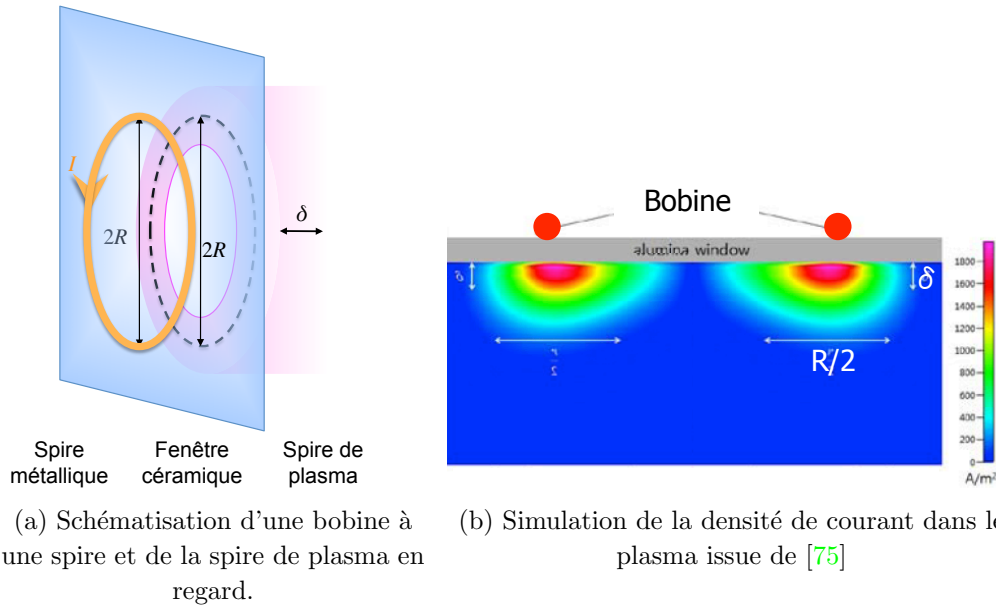 I
2R
2R
δ
Spire métallique
Fenêtre céramique
Spire de plasma
(a) Schématisation d'une bobine à
une spire et de la spire de plasma en
regard.
Bobine
alumina window
δ
δ
R/2
1800
1600
1400
1200
1000
800
600
400
200
0
A/m²
(b) Simulation de la densité de courant dans le
plasma issue de [75]